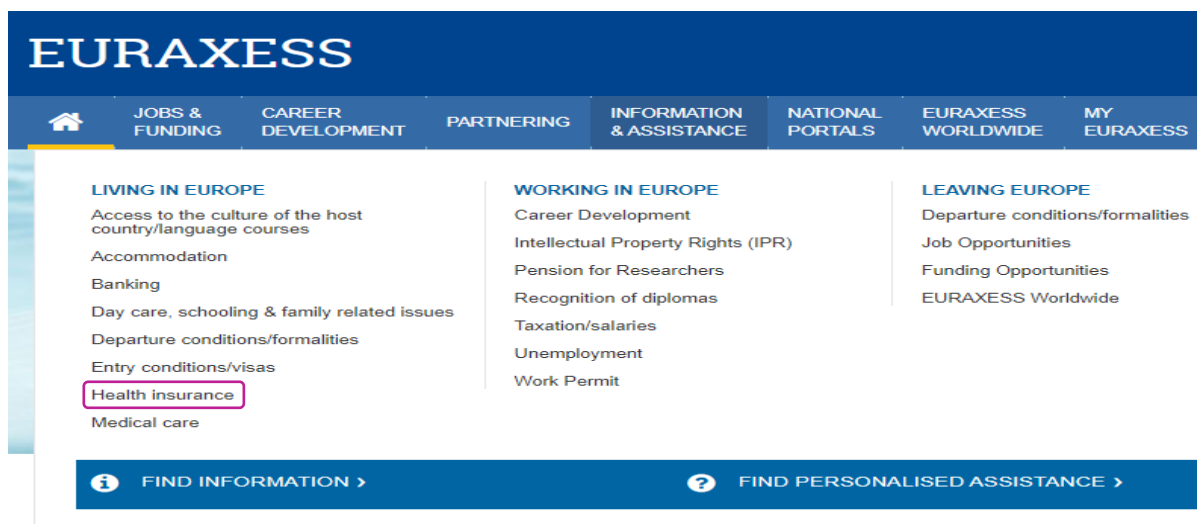 EURAXESS
JOBS &
FUNDING
CAREER
DEVELOPMENT
PARTNERING
INFORMATION
& ASSISTANCE
NATIONAL
PORTALS
EURAXESS
WORLDWIDE
MY
EURAXESS
LIVING IN EUROPE
Access to the culture of the host
country/language courses
Accommodation
Banking
Day care, schooling & family related issues
Departure conditions/formalities
Entry conditions/visas
Health insurance
Medical care
WORKING IN EUROPE
Career Development
Intellectual Property Rights (IPR)
Pension for Researchers
Recognition of diplomas
Taxation/salaries
Unemployment
Work Permit
LEAVING EUROPE
Departure conditions/formalities
Job Opportunities
Funding Opportunities
EURAXESS Worldwide
FIND INFORMATION >
FIND PERSONALISED ASSISTANCE >